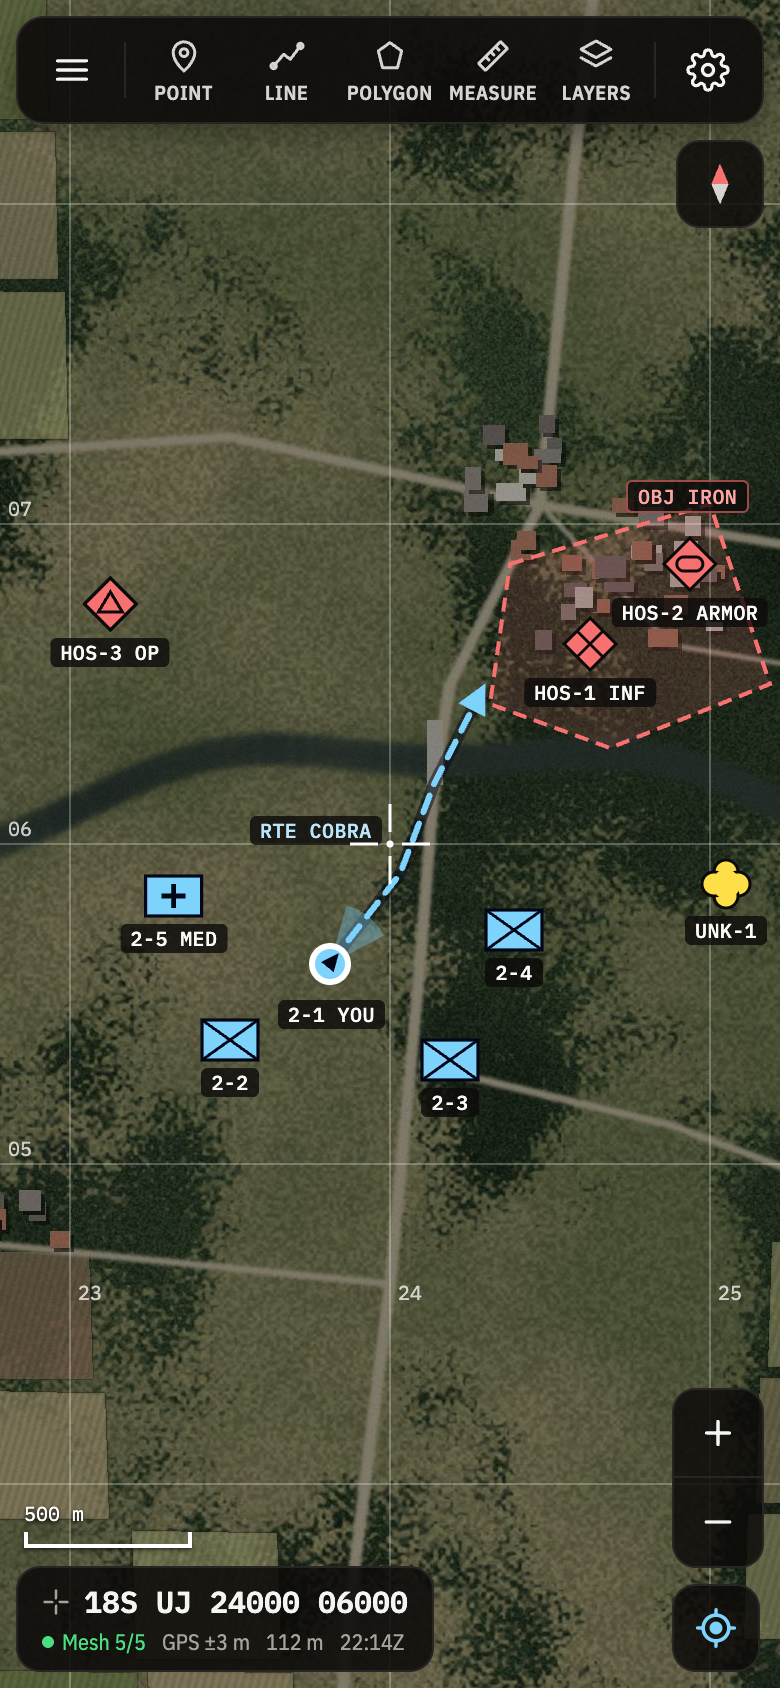 POINT LINE POLYGON MEASURE LAYERS
OBJ IRON
07
HOS-2 ARMOR
HOS-3 OP
HOS-1 INF
06
RTE COBRA
2-5 MED
UNK-1
2-4
2-1 YOU
2-2
2-3
05
23 24 25
500 m
18S UJ 24000 06000
Mesh 5/5 GPS ±3 m 112 m 22:14Z